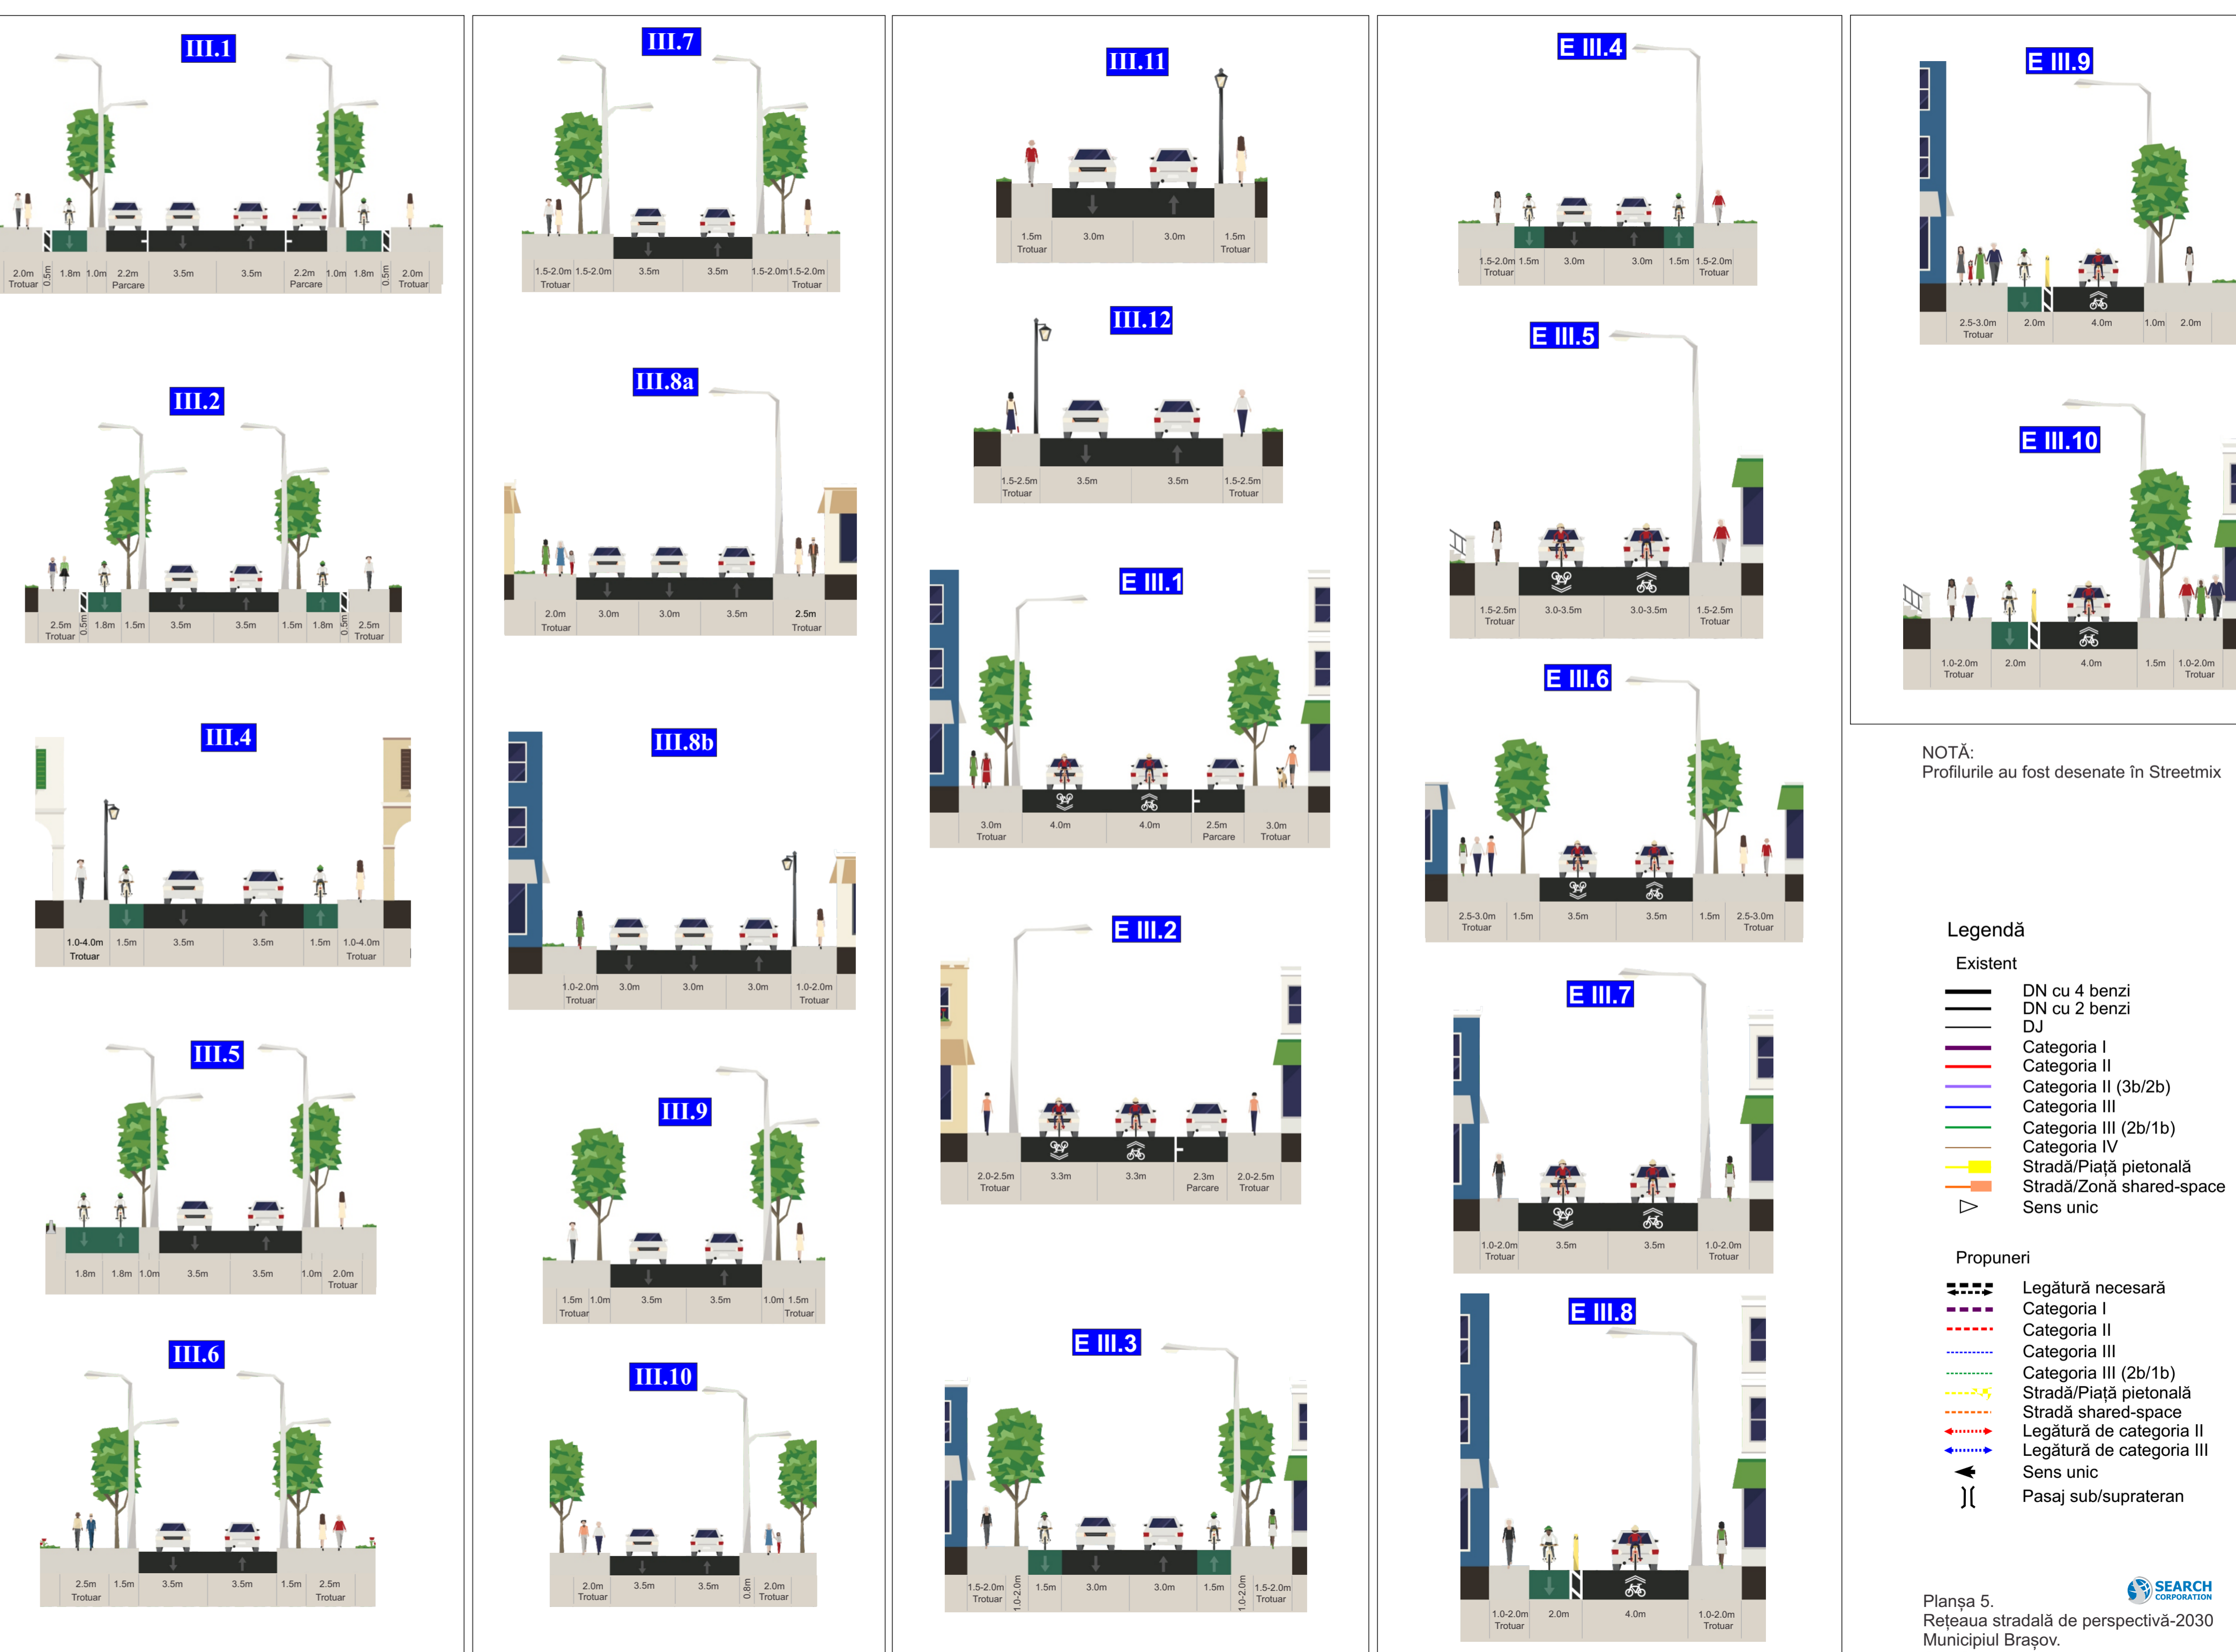 III.1
2.0m 0.5m 1.8m 1.0m 2.2m 3.5m 3.5m 2.2m 1.0m 1.8m 0.5m 2.0m
Trotuar Parcare Parcare Trotuar
III.2
2.5m 0.5m 1.8m 1.5m 3.5m 3.5m 1.5m 1.8m 0.5m 2.5m
Trotuar Trotuar
III.4
1.0-4.0m 1.5m 3.5m 3.5m 1.5m 1.0-4.0m
Trotuar Trotuar
III.5
1.8m 1.8m 1.0m 3.5m 3.5m 1.0m 2.0m
Trotuar
III.6
2.5m 1.5m 3.5m 3.5m 1.5m 2.5m
Trotuar Trotuar
III.7
1.5-2.0m 1.5-2.0m 3.5m 3.5m 1.5-2.0m 1.5-2.0m
Trotuar Trotuar
III.8a
2.0m 3.0m 3.0m 3.5m 2.5m
Trotuar Trotuar
III.8b
1.0-2.0m 3.0m 3.0m 3.0m 1.0-2.0m
Trotuar Trotuar
III.9
1.5m 1.0m 3.5m 3.5m 1.0m 1.5m
Trotuar Trotuar
III.10
2.0m 3.5m 3.5m 0.8m 2.0m
Trotuar Trotuar
III.11
1.5m 3.0m 3.0m 1.5m
Trotuar Trotuar
III.12
1.5-2.5m 3.5m 3.5m 1.5-2.5m
Trotuar Trotuar
E III.1
3.0m 4.0m 4.0m 2.5m 3.0m
Trotuar Parcare Trotuar
E III.2
2.0-2.5m 3.3m 3.3m 2.3m 2.0-2.5m
Trotuar Parcare Trotuar
E III.3
1.5-2.0m 1.0-2.0m 1.5m 3.0m 3.0m 1.5m 1.0-2.0m 1.5-2.0m
Trotuar Trotuar
E III.4
1.5-2.0m 1.5m 3.0m 3.0m 1.5m 1.5-2.0m
Trotuar Trotuar
E III.5
1.5-2.5m 3.0-3.5m 3.0-3.5m 1.5-2.5m
Trotuar Trotuar
E III.6
2.5-3.0m 1.5m 3.5m 3.5m 1.5m 2.5-3.0m
Trotuar Trotuar
E III.7
1.0-2.0m 3.5m 3.5m 1.0-2.0m
Trotuar Trotuar
E III.8
1.0-2.0m 2.0m 4.0m 1.0-2.0m
Trotuar Trotuar
E III.9
2.5-3.0m 2.0m 4.0m 1.0m 2.0m
Trotuar
E III.10
1.0-2.0m 2.0m 4.0m 1.5m 1.0-2.0m
Trotuar Trotuar
NOTĂ:
Profilurile au fost desenate în Streetmix
Legendă
Existent
DN cu 4 benzi
DN cu 2 benzi
DJ
Categoria I
Categoria II
Categoria II (3b/2b)
Categoria III
Categoria III (2b/1b)
Categoria IV
Stradă/Piață pietonală
Stradă/Zonă shared-space
Sens unic
Propuneri
Legătură necesară
Categoria I
Categoria II
Categoria III
Categoria III (2b/1b)
Stradă/Piață pietonală
Stradă shared-space
Legătură de categoria II
Legătură de categoria III
Sens unic
Pasaj sub/suprateran
SEARCH
CORPORATION
Planșa 5.
Rețeaua stradală de perspectivă-2030
Municipiul Brașov.